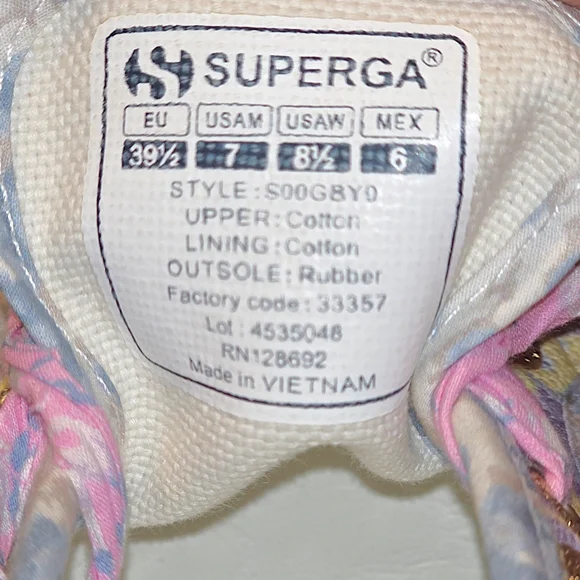 SUPERGA®
EU USAM USAW MEX
39½ 7 8½ 6
STYLE : S00G8Y0
UPPER : Cotton
LINING : Cotton
OUTSOLE : Rubber
Factory code : 33357
Lot : 4535048
RN128692
Made in VIETNAM